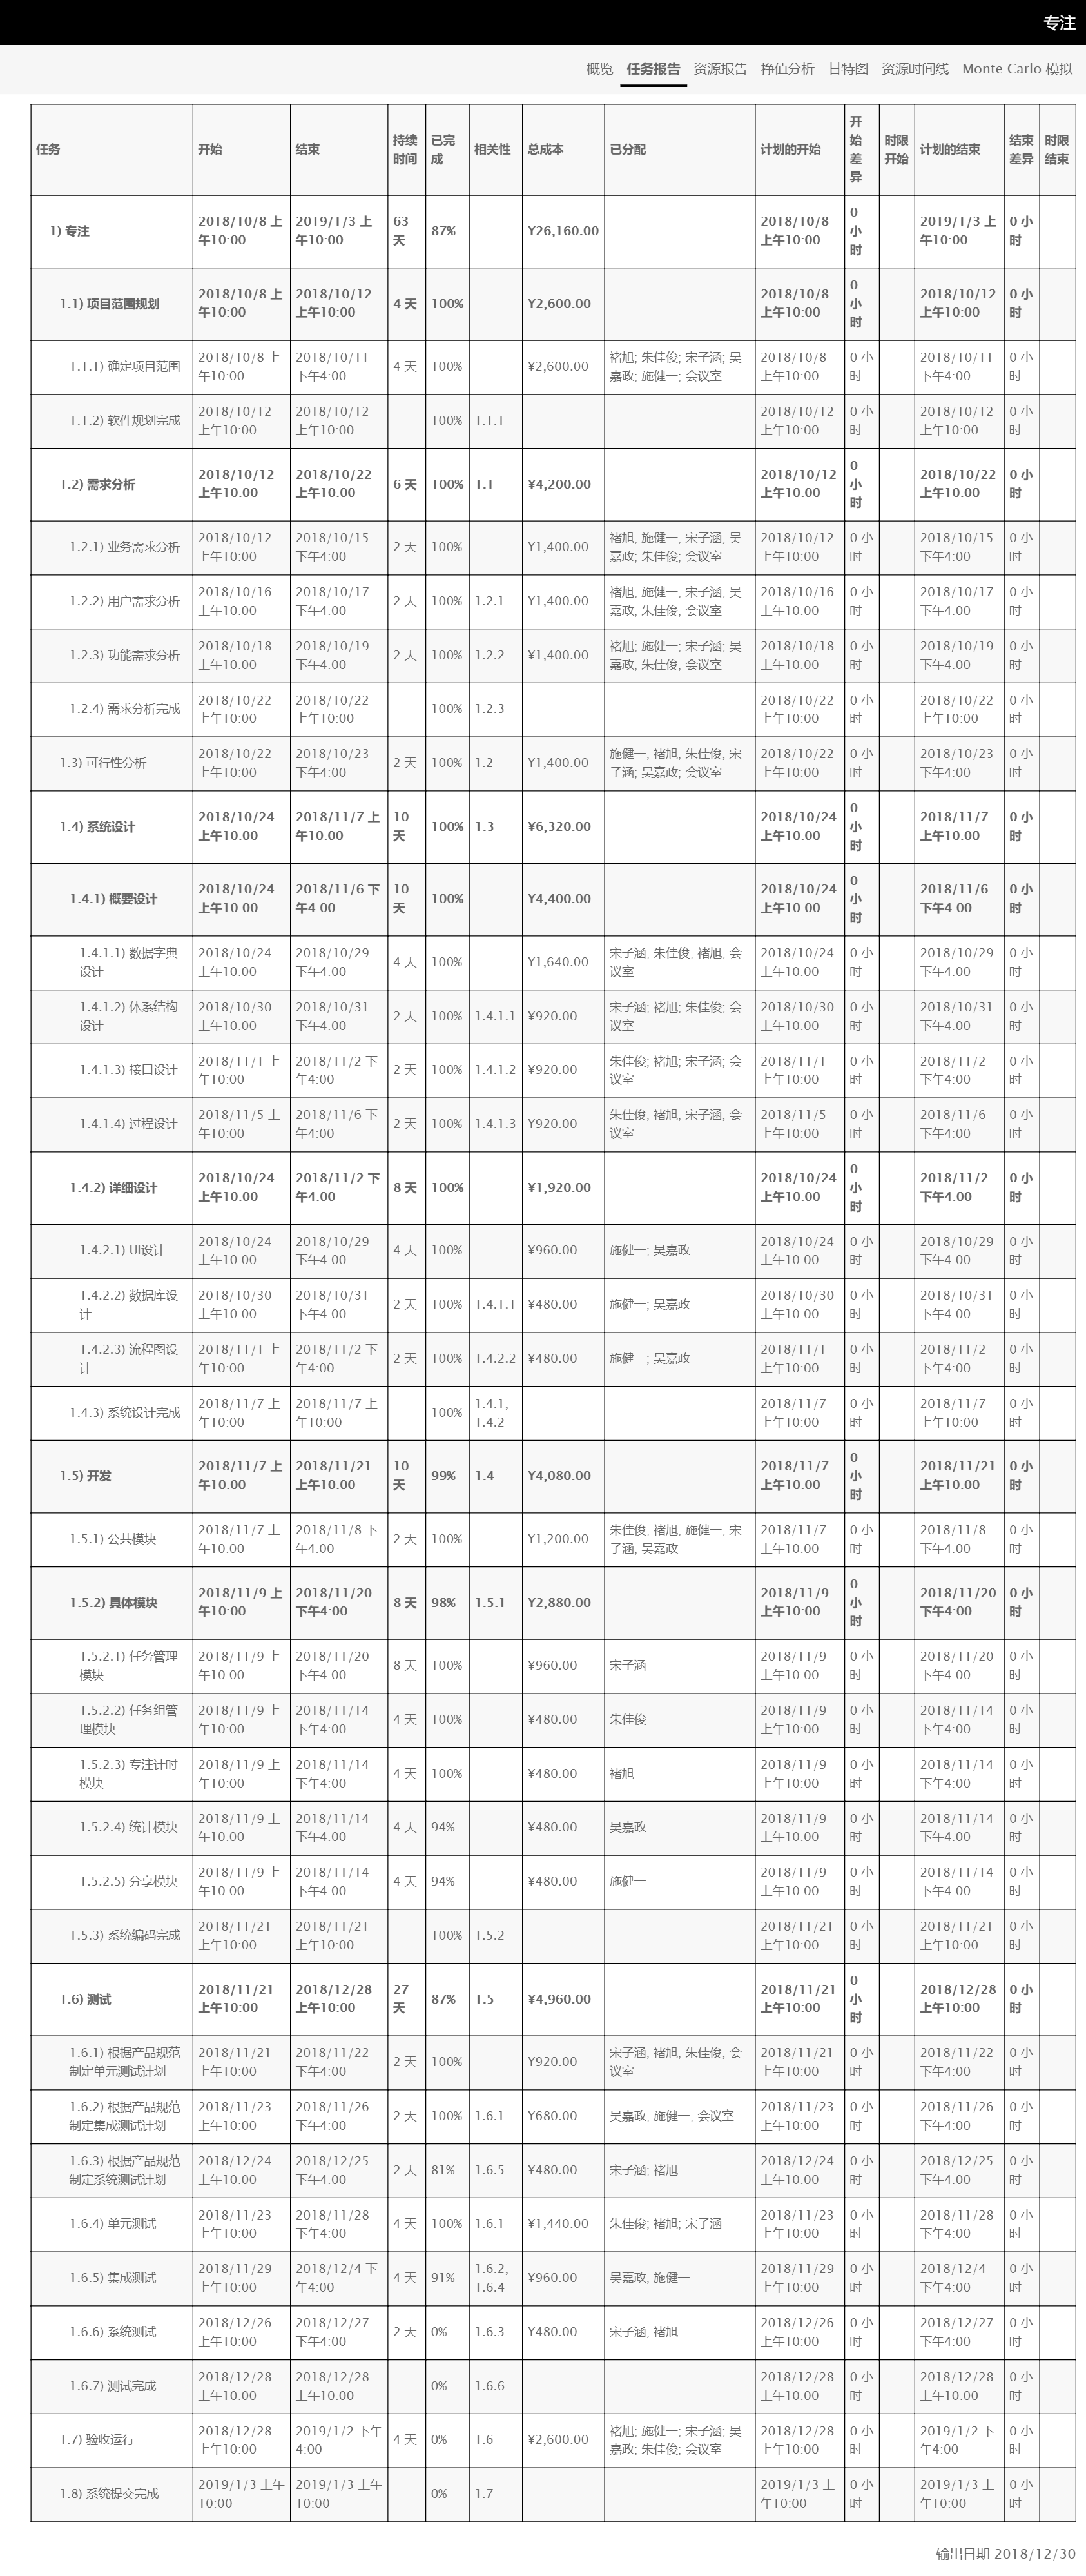 专注
概览 任务报告 资源报告 挣值分析 甘特图 资源时间线 Monte Carlo 模拟
任务 开始 结束 持续时间 已完成 相关性 总成本 已分配 计划的开始 开始差异 时限开始 计划的结束 结束差异 时限结束
1) 专注 2018/10/8 上午10:00 2019/1/3 上午10:00 63 天 87% ¥26,160.00 2018/10/8 上午10:00 0 小时 2019/1/3 上午10:00 0 小时
1.1) 项目范围规划 2018/10/8 上午10:00 2018/10/12 上午10:00 4 天 100% ¥2,600.00 2018/10/8 上午10:00 0 小时 2018/10/12 上午10:00 0 小时
1.1.1) 确定项目范围 2018/10/8 上午10:00 2018/10/11 下午4:00 4 天 100% ¥2,600.00 褚旭; 朱佳俊; 宋子涵; 吴嘉政; 施健一; 会议室 2018/10/8 上午10:00 0 小时 2018/10/11 下午4:00 0 小时
1.1.2) 软件规划完成 2018/10/12 上午10:00 2018/10/12 上午10:00 100% 1.1.1 2018/10/12 上午10:00 0 小时 2018/10/12 上午10:00 0 小时
1.2) 需求分析 2018/10/12 上午10:00 2018/10/22 上午10:00 6 天 100% 1.1 ¥4,200.00 2018/10/12 上午10:00 0 小时 2018/10/22 上午10:00 0 小时
1.2.1) 业务需求分析 2018/10/12 上午10:00 2018/10/15 下午4:00 2 天 100% ¥1,400.00 褚旭; 施健一; 宋子涵; 吴嘉政; 朱佳俊; 会议室 2018/10/12 上午10:00 0 小时 2018/10/15 下午4:00 0 小时
1.2.2) 用户需求分析 2018/10/16 上午10:00 2018/10/17 下午4:00 2 天 100% 1.2.1 ¥1,400.00 褚旭; 施健一; 宋子涵; 吴嘉政; 朱佳俊; 会议室 2018/10/16 上午10:00 0 小时 2018/10/17 下午4:00 0 小时
1.2.3) 功能需求分析 2018/10/18 上午10:00 2018/10/19 下午4:00 2 天 100% 1.2.2 ¥1,400.00 褚旭; 施健一; 宋子涵; 吴嘉政; 朱佳俊; 会议室 2018/10/18 上午10:00 0 小时 2018/10/19 下午4:00 0 小时
1.2.4) 需求分析完成 2018/10/22 上午10:00 2018/10/22 上午10:00 100% 1.2.3 2018/10/22 上午10:00 0 小时 2018/10/22 上午10:00 0 小时
1.3) 可行性分析 2018/10/22 上午10:00 2018/10/23 下午4:00 2 天 100% 1.2 ¥1,400.00 施健一; 褚旭; 朱佳俊; 宋子涵; 吴嘉政; 会议室 2018/10/22 上午10:00 0 小时 2018/10/23 下午4:00 0 小时
1.4) 系统设计 2018/10/24 上午10:00 2018/11/7 上午10:00 10 天 100% 1.3 ¥6,320.00 2018/10/24 上午10:00 0 小时 2018/11/7 上午10:00 0 小时
1.4.1) 概要设计 2018/10/24 上午10:00 2018/11/6 下午4:00 10 天 100% ¥4,400.00 2018/10/24 上午10:00 0 小时 2018/11/6 下午4:00 0 小时
1.4.1.1) 数据字典设计 2018/10/24 上午10:00 2018/10/29 下午4:00 4 天 100% ¥1,640.00 宋子涵; 朱佳俊; 褚旭; 会议室 2018/10/24 上午10:00 0 小时 2018/10/29 下午4:00 0 小时
1.4.1.2) 体系结构设计 2018/10/30 上午10:00 2018/10/31 下午4:00 2 天 100% 1.4.1.1 ¥920.00 宋子涵; 褚旭; 朱佳俊; 会议室 2018/10/30 上午10:00 0 小时 2018/10/31 下午4:00 0 小时
1.4.1.3) 接口设计 2018/11/1 上午10:00 2018/11/2 下午4:00 2 天 100% 1.4.1.2 ¥920.00 朱佳俊; 褚旭; 宋子涵; 会议室 2018/11/1 上午10:00 0 小时 2018/11/2 下午4:00 0 小时
1.4.1.4) 过程设计 2018/11/5 上午10:00 2018/11/6 下午4:00 2 天 100% 1.4.1.3 ¥920.00 朱佳俊; 褚旭; 宋子涵; 会议室 2018/11/5 上午10:00 0 小时 2018/11/6 下午4:00 0 小时
1.4.2) 详细设计 2018/10/24 上午10:00 2018/11/2 下午4:00 8 天 100% ¥1,920.00 2018/10/24 上午10:00 0 小时 2018/11/2 下午4:00 0 小时
1.4.2.1) UI设计 2018/10/24 上午10:00 2018/10/29 下午4:00 4 天 100% ¥960.00 施健一; 吴嘉政 2018/10/24 上午10:00 0 小时 2018/10/29 下午4:00 0 小时
1.4.2.2) 数据库设计 2018/10/30 上午10:00 2018/10/31 下午4:00 2 天 100% 1.4.1.1 ¥480.00 施健一; 吴嘉政 2018/10/30 上午10:00 0 小时 2018/10/31 下午4:00 0 小时
1.4.2.3) 流程图设计 2018/11/1 上午10:00 2018/11/2 下午4:00 2 天 100% 1.4.2.2 ¥480.00 施健一; 吴嘉政 2018/11/1 上午10:00 0 小时 2018/11/2 下午4:00 0 小时
1.4.3) 系统设计完成 2018/11/7 上午10:00 2018/11/7 上午10:00 100% 1.4.1, 1.4.2 2018/11/7 上午10:00 0 小时 2018/11/7 上午10:00 0 小时
1.5) 开发 2018/11/7 上午10:00 2018/11/21 上午10:00 10 天 99% 1.4 ¥4,080.00 2018/11/7 上午10:00 0 小时 2018/11/21 上午10:00 0 小时
1.5.1) 公共模块 2018/11/7 上午10:00 2018/11/8 下午4:00 2 天 100% ¥1,200.00 朱佳俊; 褚旭; 施健一; 宋子涵; 吴嘉政 2018/11/7 上午10:00 0 小时 2018/11/8 下午4:00 0 小时
1.5.2) 具体模块 2018/11/9 上午10:00 2018/11/20 下午4:00 8 天 98% 1.5.1 ¥2,880.00 2018/11/9 上午10:00 0 小时 2018/11/20 下午4:00 0 小时
1.5.2.1) 任务管理模块 2018/11/9 上午10:00 2018/11/20 下午4:00 8 天 100% ¥960.00 宋子涵 2018/11/9 上午10:00 0 小时 2018/11/20 下午4:00 0 小时
1.5.2.2) 任务组管理模块 2018/11/9 上午10:00 2018/11/14 下午4:00 4 天 100% ¥480.00 朱佳俊 2018/11/9 上午10:00 0 小时 2018/11/14 下午4:00 0 小时
1.5.2.3) 专注计时模块 2018/11/9 上午10:00 2018/11/14 下午4:00 4 天 100% ¥480.00 褚旭 2018/11/9 上午10:00 0 小时 2018/11/14 下午4:00 0 小时
1.5.2.4) 统计模块 2018/11/9 上午10:00 2018/11/14 下午4:00 4 天 94% ¥480.00 吴嘉政 2018/11/9 上午10:00 0 小时 2018/11/14 下午4:00 0 小时
1.5.2.5) 分享模块 2018/11/9 上午10:00 2018/11/14 下午4:00 4 天 94% ¥480.00 施健一 2018/11/9 上午10:00 0 小时 2018/11/14 下午4:00 0 小时
1.5.3) 系统编码完成 2018/11/21 上午10:00 2018/11/21 上午10:00 100% 1.5.2 2018/11/21 上午10:00 0 小时 2018/11/21 上午10:00 0 小时
1.6) 测试 2018/11/21 上午10:00 2018/12/28 上午10:00 27 天 87% 1.5 ¥4,960.00 2018/11/21 上午10:00 0 小时 2018/12/28 上午10:00 0 小时
1.6.1) 根据产品规范制定单元测试计划 2018/11/21 上午10:00 2018/11/22 下午4:00 2 天 100% ¥920.00 宋子涵; 褚旭; 朱佳俊; 会议室 2018/11/21 上午10:00 0 小时 2018/11/22 下午4:00 0 小时
1.6.2) 根据产品规范制定集成测试计划 2018/11/23 上午10:00 2018/11/26 下午4:00 2 天 100% 1.6.1 ¥680.00 吴嘉政; 施健一; 会议室 2018/11/23 上午10:00 0 小时 2018/11/26 下午4:00 0 小时
1.6.3) 根据产品规范制定系统测试计划 2018/12/24 上午10:00 2018/12/25 下午4:00 2 天 81% 1.6.5 ¥480.00 宋子涵; 褚旭 2018/12/24 上午10:00 0 小时 2018/12/25 下午4:00 0 小时
1.6.4) 单元测试 2018/11/23 上午10:00 2018/11/28 下午4:00 4 天 100% 1.6.1 ¥1,440.00 朱佳俊; 褚旭; 宋子涵 2018/11/23 上午10:00 0 小时 2018/11/28 下午4:00 0 小时
1.6.5) 集成测试 2018/11/29 上午10:00 2018/12/4 下午4:00 4 天 91% 1.6.2, 1.6.4 ¥960.00 吴嘉政; 施健一 2018/11/29 上午10:00 0 小时 2018/12/4 下午4:00 0 小时
1.6.6) 系统测试 2018/12/26 上午10:00 2018/12/27 下午4:00 2 天 0% 1.6.3 ¥480.00 宋子涵; 褚旭 2018/12/26 上午10:00 0 小时 2018/12/27 下午4:00 0 小时
1.6.7) 测试完成 2018/12/28 上午10:00 2018/12/28 上午10:00 0% 1.6.6 2018/12/28 上午10:00 0 小时 2018/12/28 上午10:00 0 小时
1.7) 验收运行 2018/12/28 上午10:00 2019/1/2 下午4:00 4 天 0% 1.6 ¥2,600.00 褚旭; 施健一; 宋子涵; 吴嘉政; 朱佳俊; 会议室 2018/12/28 上午10:00 0 小时 2019/1/2 下午4:00 0 小时
1.8) 系统提交完成 2019/1/3 上午10:00 2019/1/3 上午10:00 0% 1.7 2019/1/3 上午10:00 0 小时 2019/1/3 上午10:00 0 小时
输出日期 2018/12/30